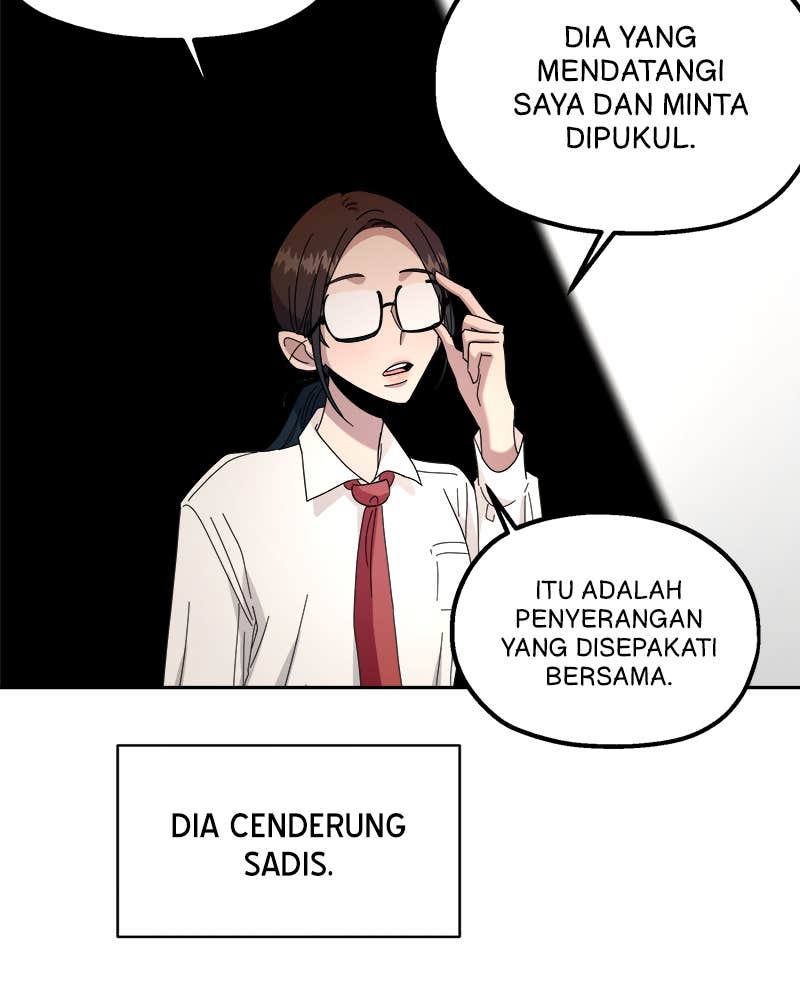 DIA YANG
MENDATANGI
SAYA DAN MINTA
DIPUKUL.
ITU ADALAH
PENYERANGAN
YANG DISEPAKATI
BERSAMA.
DIA CENDERUNG
SADIS.